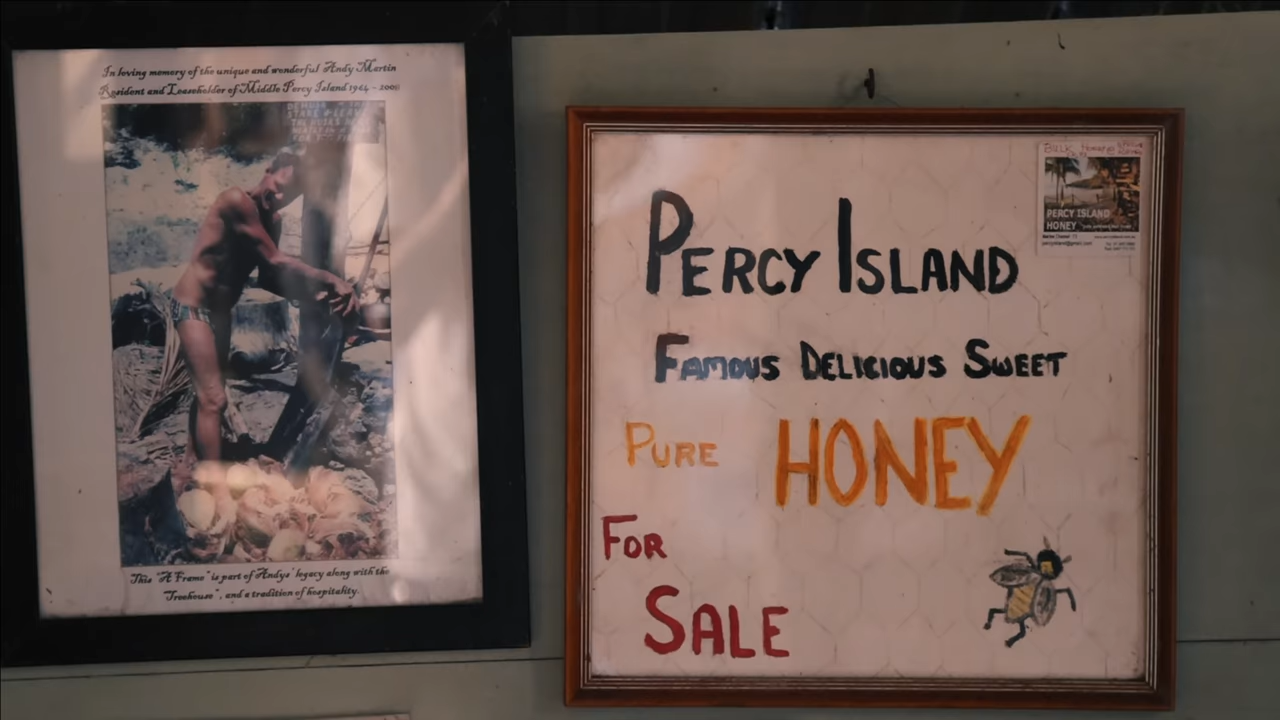 In loving memory of the unique and wonderful Andy Martin
Resident and Leaseholder of Middle Percy Island 1964 - 2000
This "A Frame" is part of Andys' legacy along with the
"Treehouse", and a tradition of hospitality.
PERCY ISLAND
FAMOUS DELICIOUS SWEET
PURE HONEY
FOR
SALE
BULK
PERCY ISLAND
HONEY